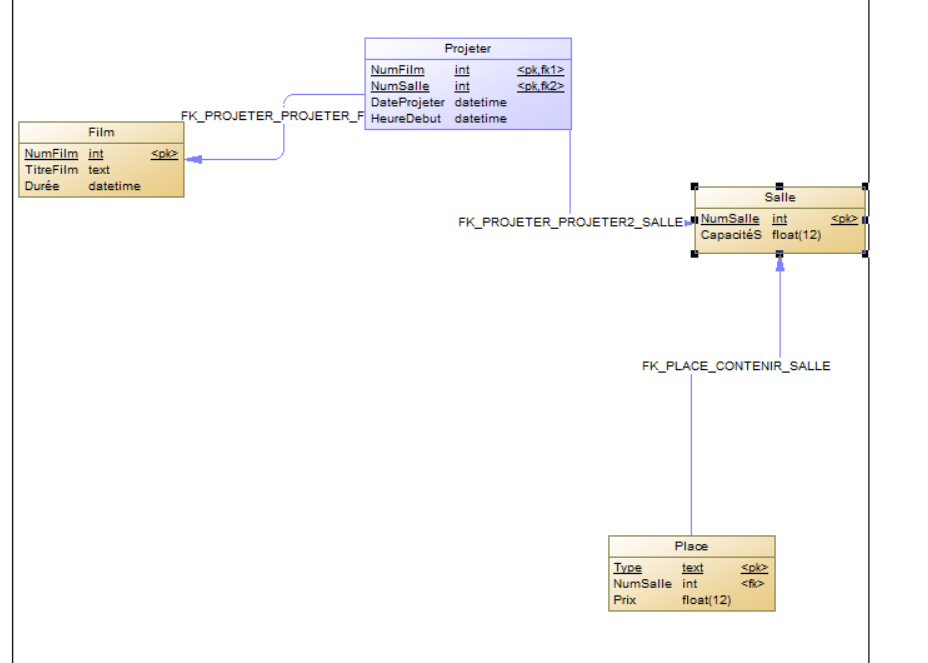 Projeter
NumFilm int <pk,fk1>
NumSalle int <pk,fk2>
DateProjeter datetime
HeureDebut datetime
FK_PROJETER_PROJETER_F
Film
NumFilm int <pk>
TitreFilm text
Durée datetime
Salle
NumSalle int <pk>
CapacitéS float(12)
FK_PROJETER_PROJETER2_SALLE
FK_PLACE_CONTENIR_SALLE
Place
Type text <pk>
NumSalle int <fk>
Prix float(12)